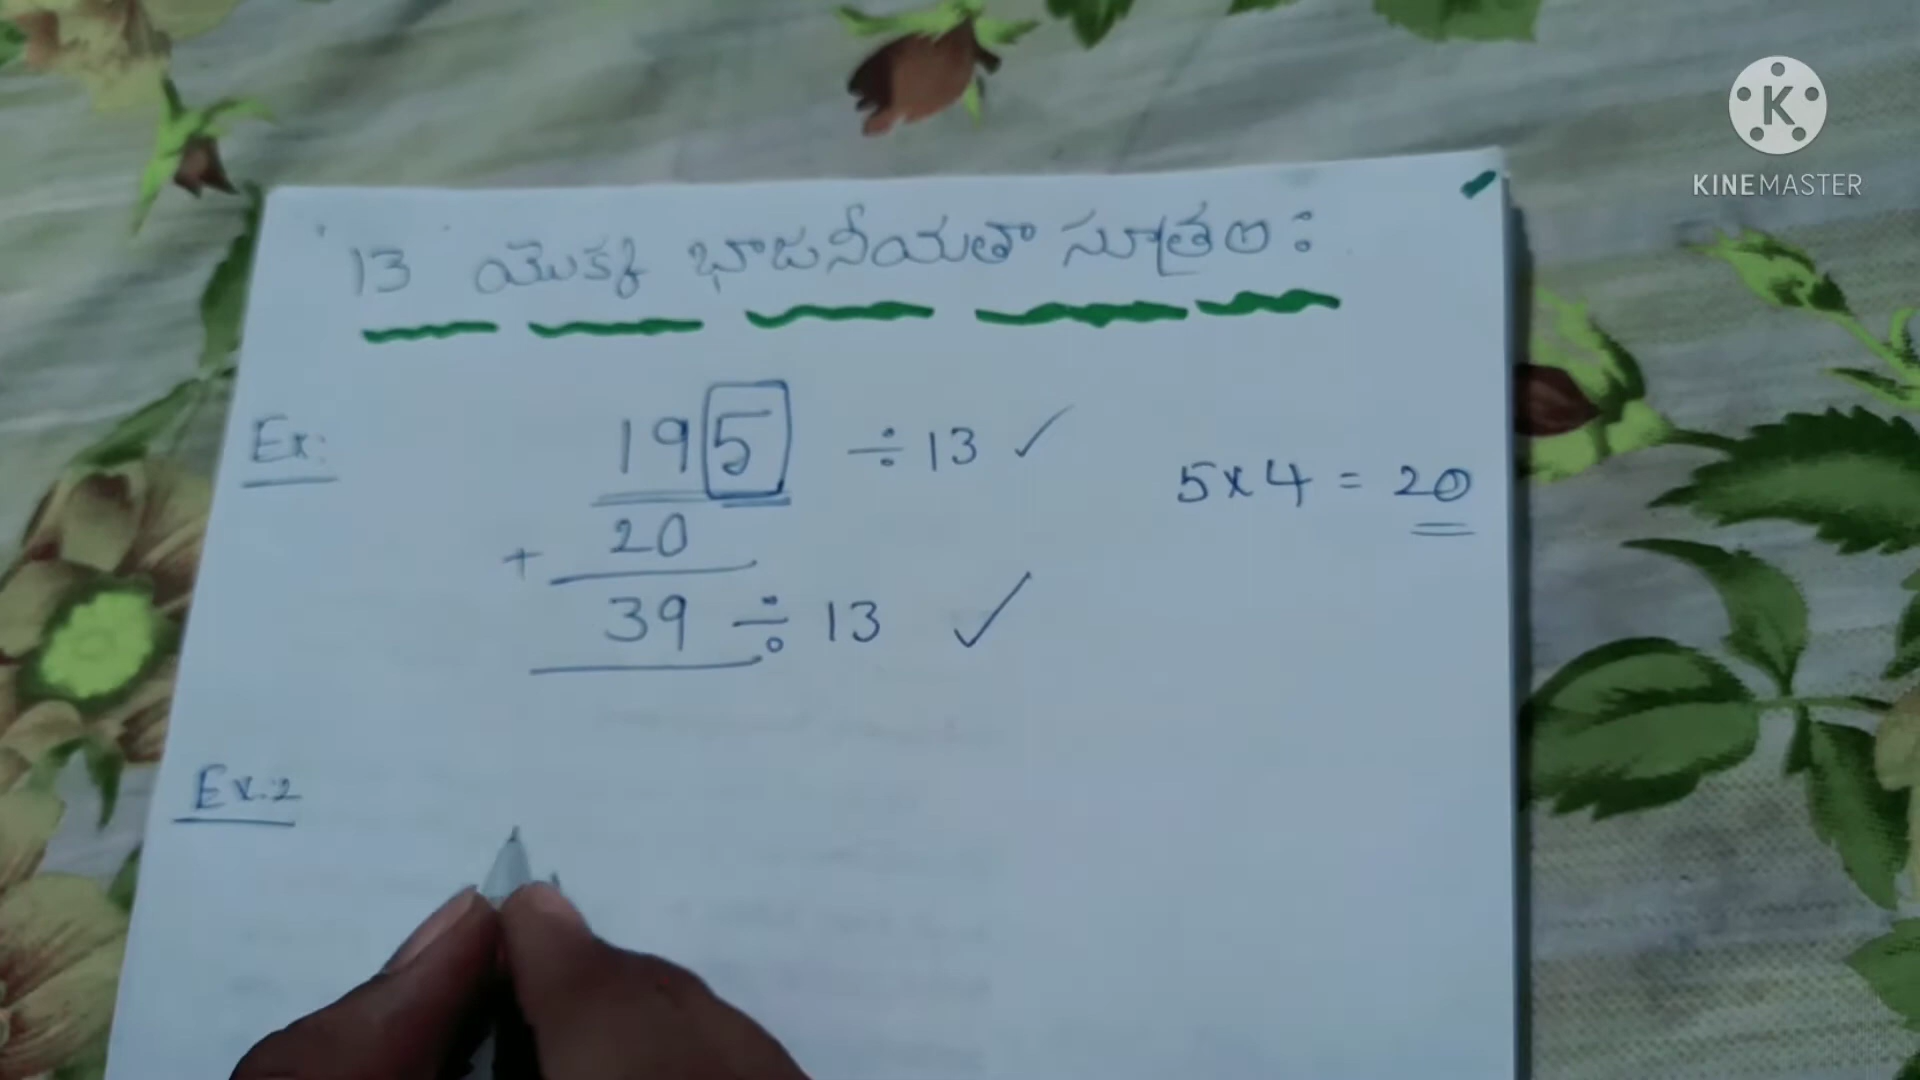 K
KINEMASTER
13 యొక్క భాజనీయతా సూత్రం :
Ex:
195 ÷ 13 ✓
5x4 = 20
+ 20
39 ÷ 13 ✓
Ex.2